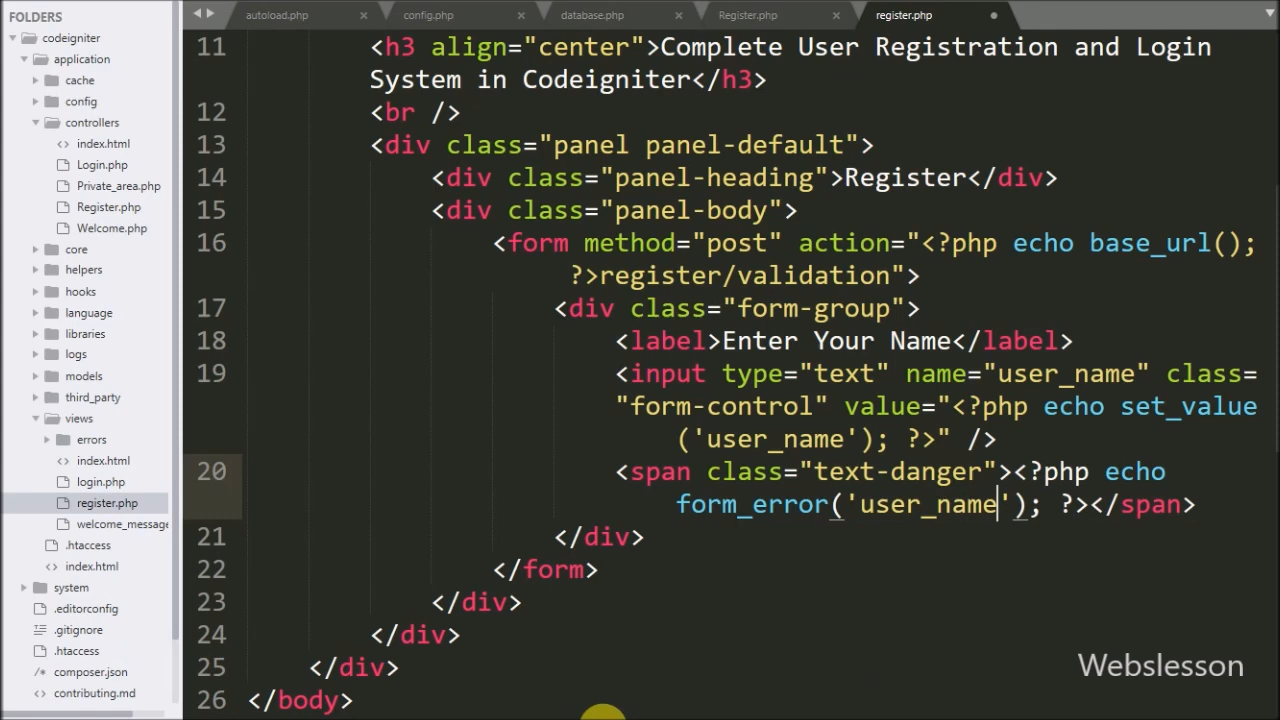 FOLDERS
codeigniter
application
cache
config
controllers
index.html
Login.php
Private_area.php
Register.php
Welcome.php
core
helpers
hooks
language
libraries
logs
models
third_party
views
errors
index.html
login.php
register.php
welcome_message
.htaccess
index.html
system
.editorconfig
.gitignore
.htaccess
composer.json
contributing.md
autoload.php × config.php × database.php × Register.php × register.php
11 <h3 align="center">Complete User Registration and Login
System in Codeigniter</h3>
12 <br />
13 <div class="panel panel-default">
14 <div class="panel-heading">Register</div>
15 <div class="panel-body">
16 <form method="post" action="<?php echo base_url();
?>register/validation">
17 <div class="form-group">
18 <label>Enter Your Name</label>
19 <input type="text" name="user_name" class=
"form-control" value="<?php echo set_value
('user_name'); ?>" />
20 <span class="text-danger"><?php echo
form_error('user_name'); ?></span>
21 </div>
22 </form>
23 </div>
24 </div>
25 </div>
26 </body>
Webslesson